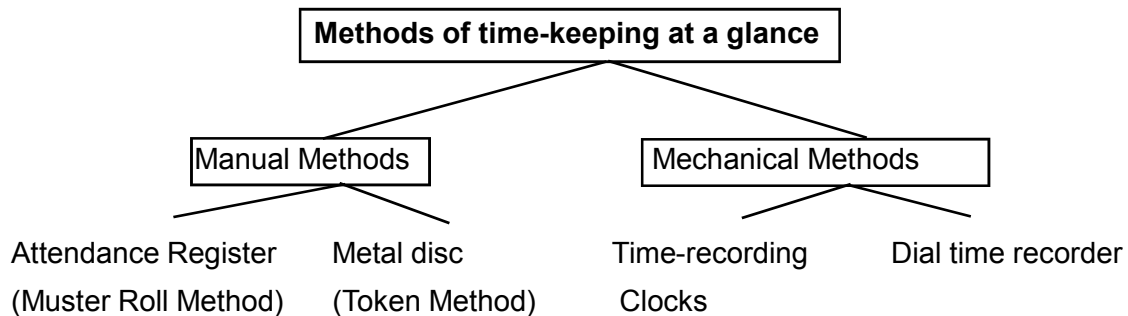 Methods of time-keeping at a glance
Manual Methods
Mechanical Methods
Attendance Register
(Muster Roll Method)
Metal disc
(Token Method)
Time-recording
Clocks
Dial time recorder